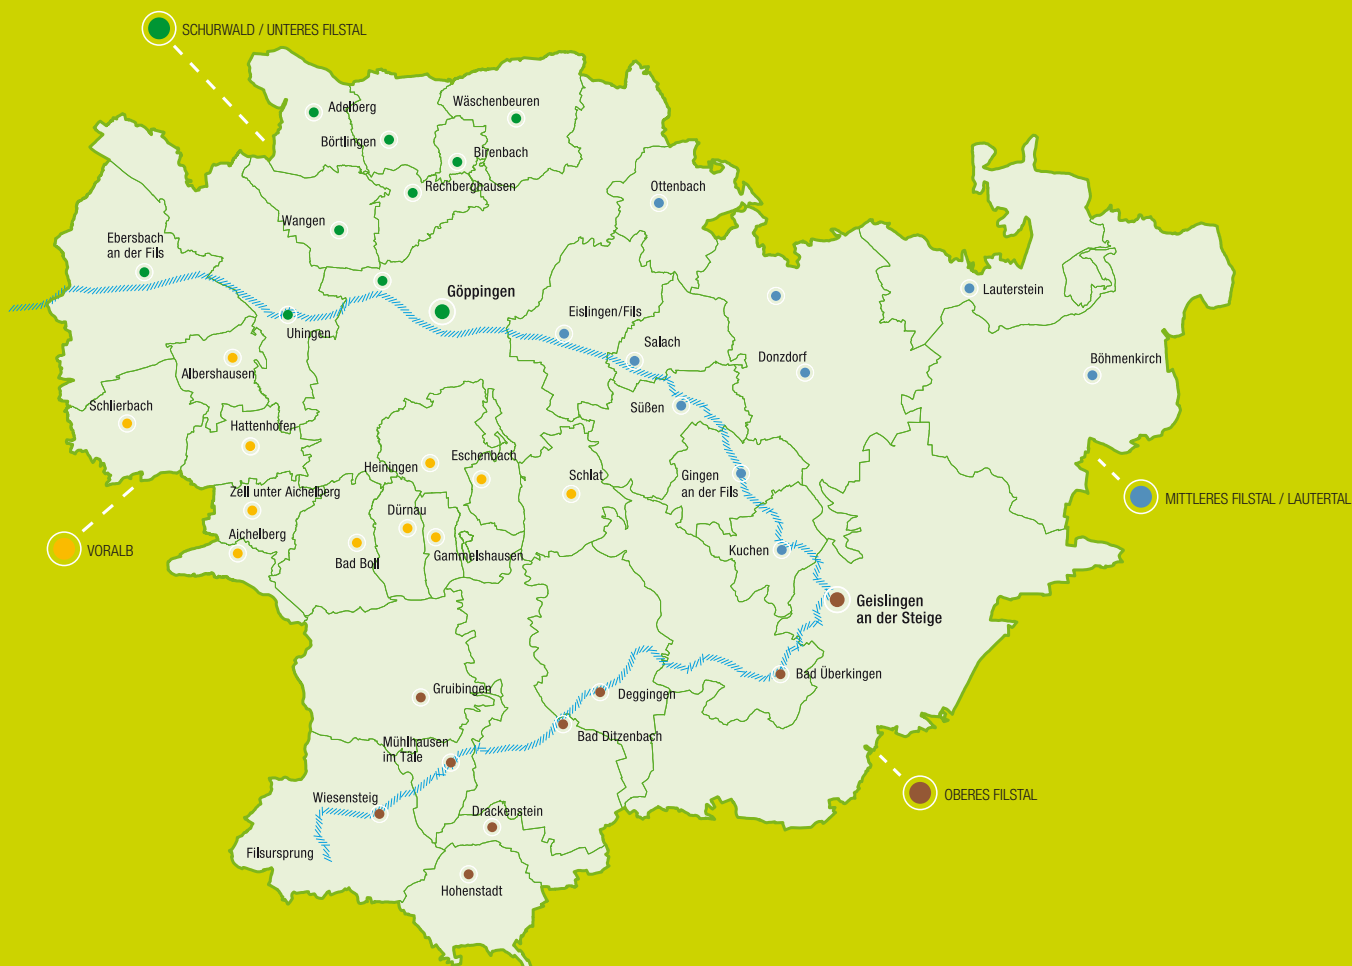 SCHURWALD / UNTERES FILSTAL
Adelberg
Wäschenbeuren
Börtlingen
Birenbach
Rechberghausen
Ottenbach
Wangen
Ebersbach
an der Fils
Göppingen
Lauterstein
Eislingen/Fils
Uhingen
Salach
Donzdorf
Böhmenkirch
Albershausen
Schlierbach
Süßen
Hattenhofen
Heiningen
Eschenbach
Schlat
Gingen
an der Fils
Zell unter Aichelberg
MITTLERES FILSTAL / LAUTERTAL
Dürnau
Aichelberg
VORALB
Bad Boll
Gammelshausen
Kuchen
Geislingen
an der Steige
Bad Überkingen
Gruibingen
Deggingen
Bad Ditzenbach
Mühlhausen
im Täle
Wiesensteig
OBERES FILSTAL
Drackenstein
Filsursprung
Hohenstadt